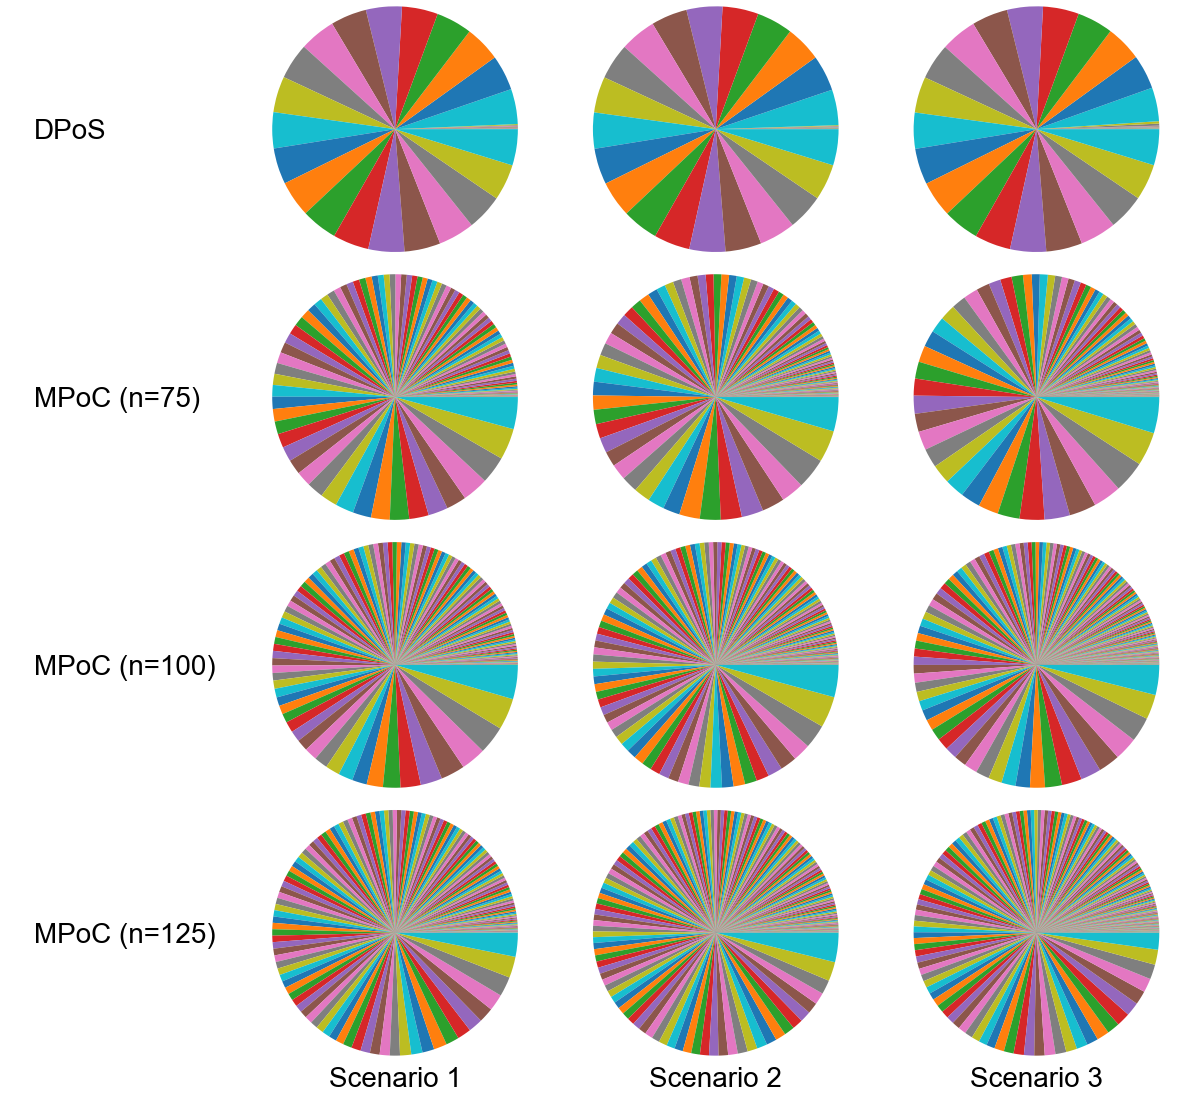 DPoS
MPoC (n=75)
MPoC (n=100)
MPoC (n=125)
Scenario 1
Scenario 2
Scenario 3